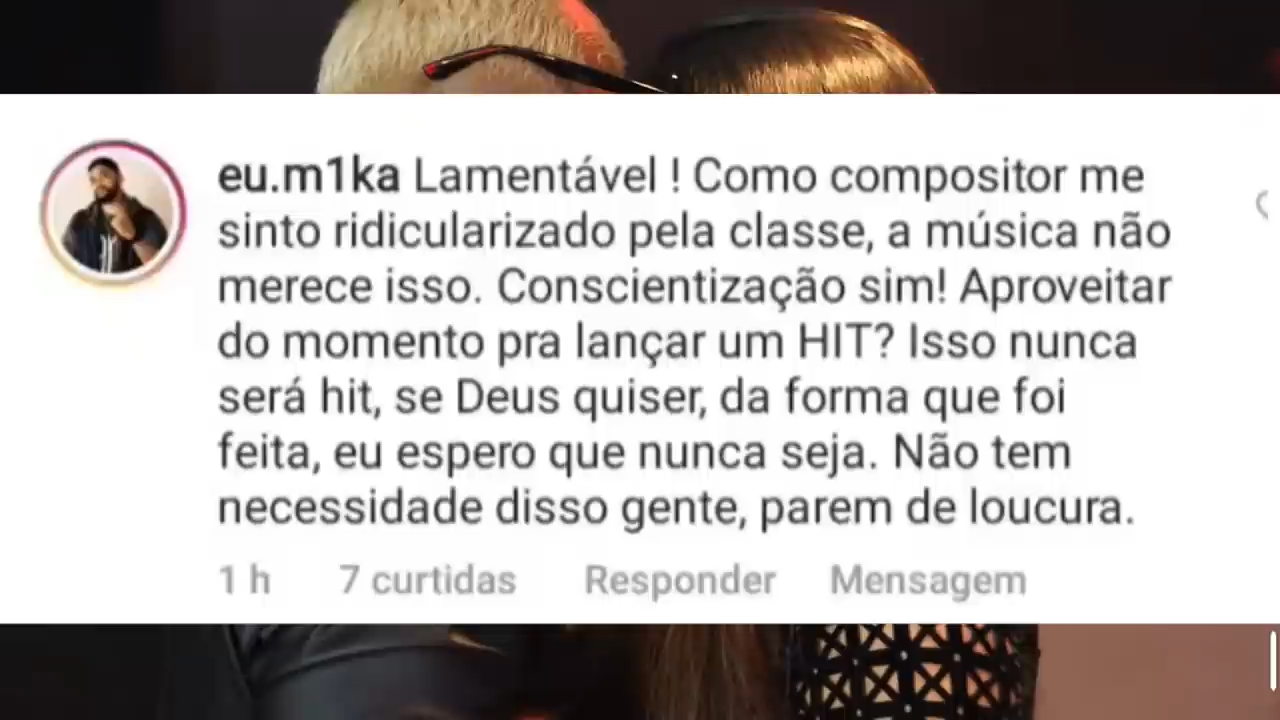 eu.m1ka Lamentável ! Como compositor me
sinto ridicularizado pela classe, a música não
merece isso. Conscientização sim! Aproveitar
do momento pra lançar um HIT? Isso nunca
será hit, se Deus quiser, da forma que foi
feita, eu espero que nunca seja. Não tem
necessidade disso gente, parem de loucura.
1 h 7 curtidas Responder Mensagem